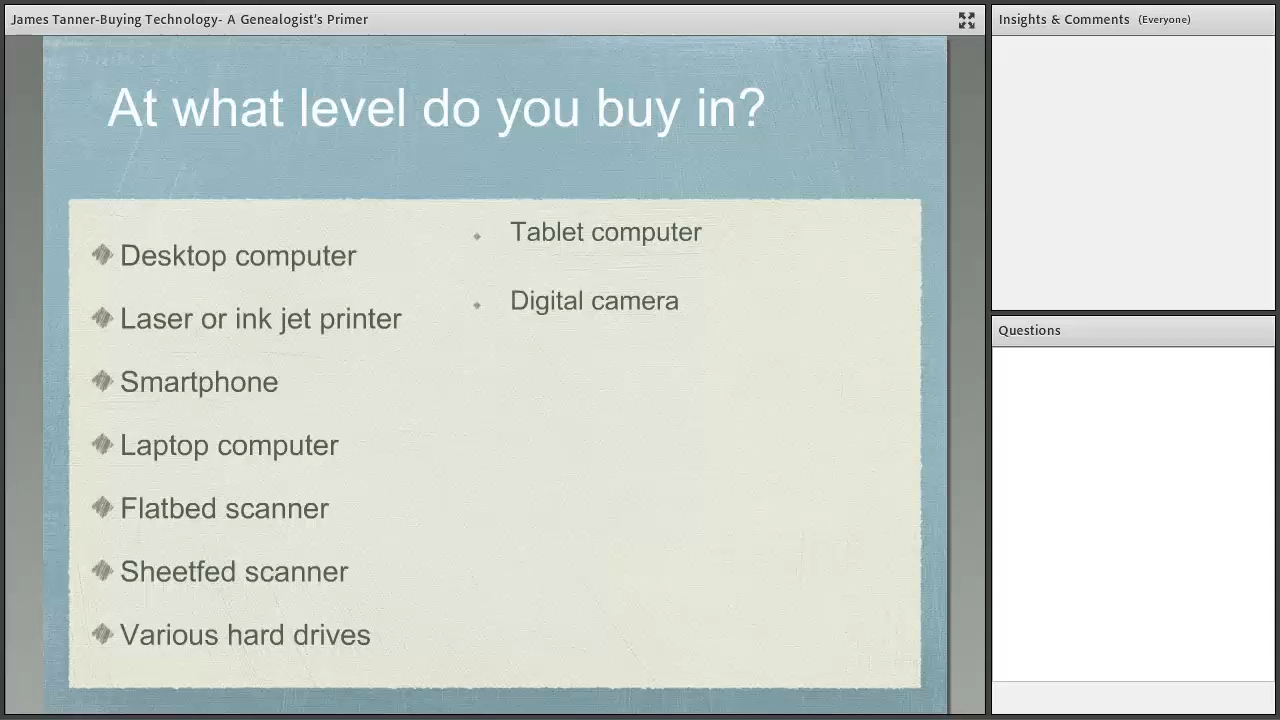 James Tanner-Buying Technology- A Genealogist's Primer
Insights & Comments (Everyone)
At what level do you buy in?
Desktop computer
Laser or ink jet printer
Smartphone
Laptop computer
Flatbed scanner
Sheetfed scanner
Various hard drives
Tablet computer
Digital camera
Questions